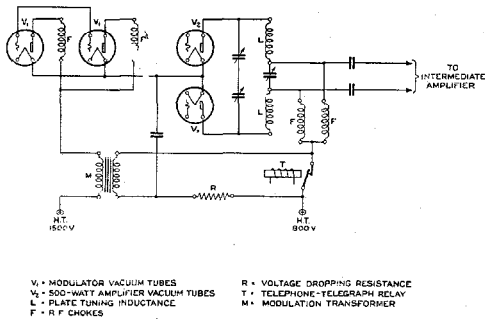 V₁
F
V₁
F
V₂
L
TO
INTERMEDIATE
AMPLIFIER
V₂
L
F
F
M
T
R
H.T.
1500 V
H.T.
800 V
V₁ = MODULATOR VACUUM TUBES
V₂ = 500-WATT AMPLIFIER VACUUM TUBES
L = PLATE TUNING INDUCTANCE
F = R F CHOKES
R = VOLTAGE DROPPING RESISTANCE
T = TELEPHONE-TELEGRAPH RELAY
M = MODULATION TRANSFORMER